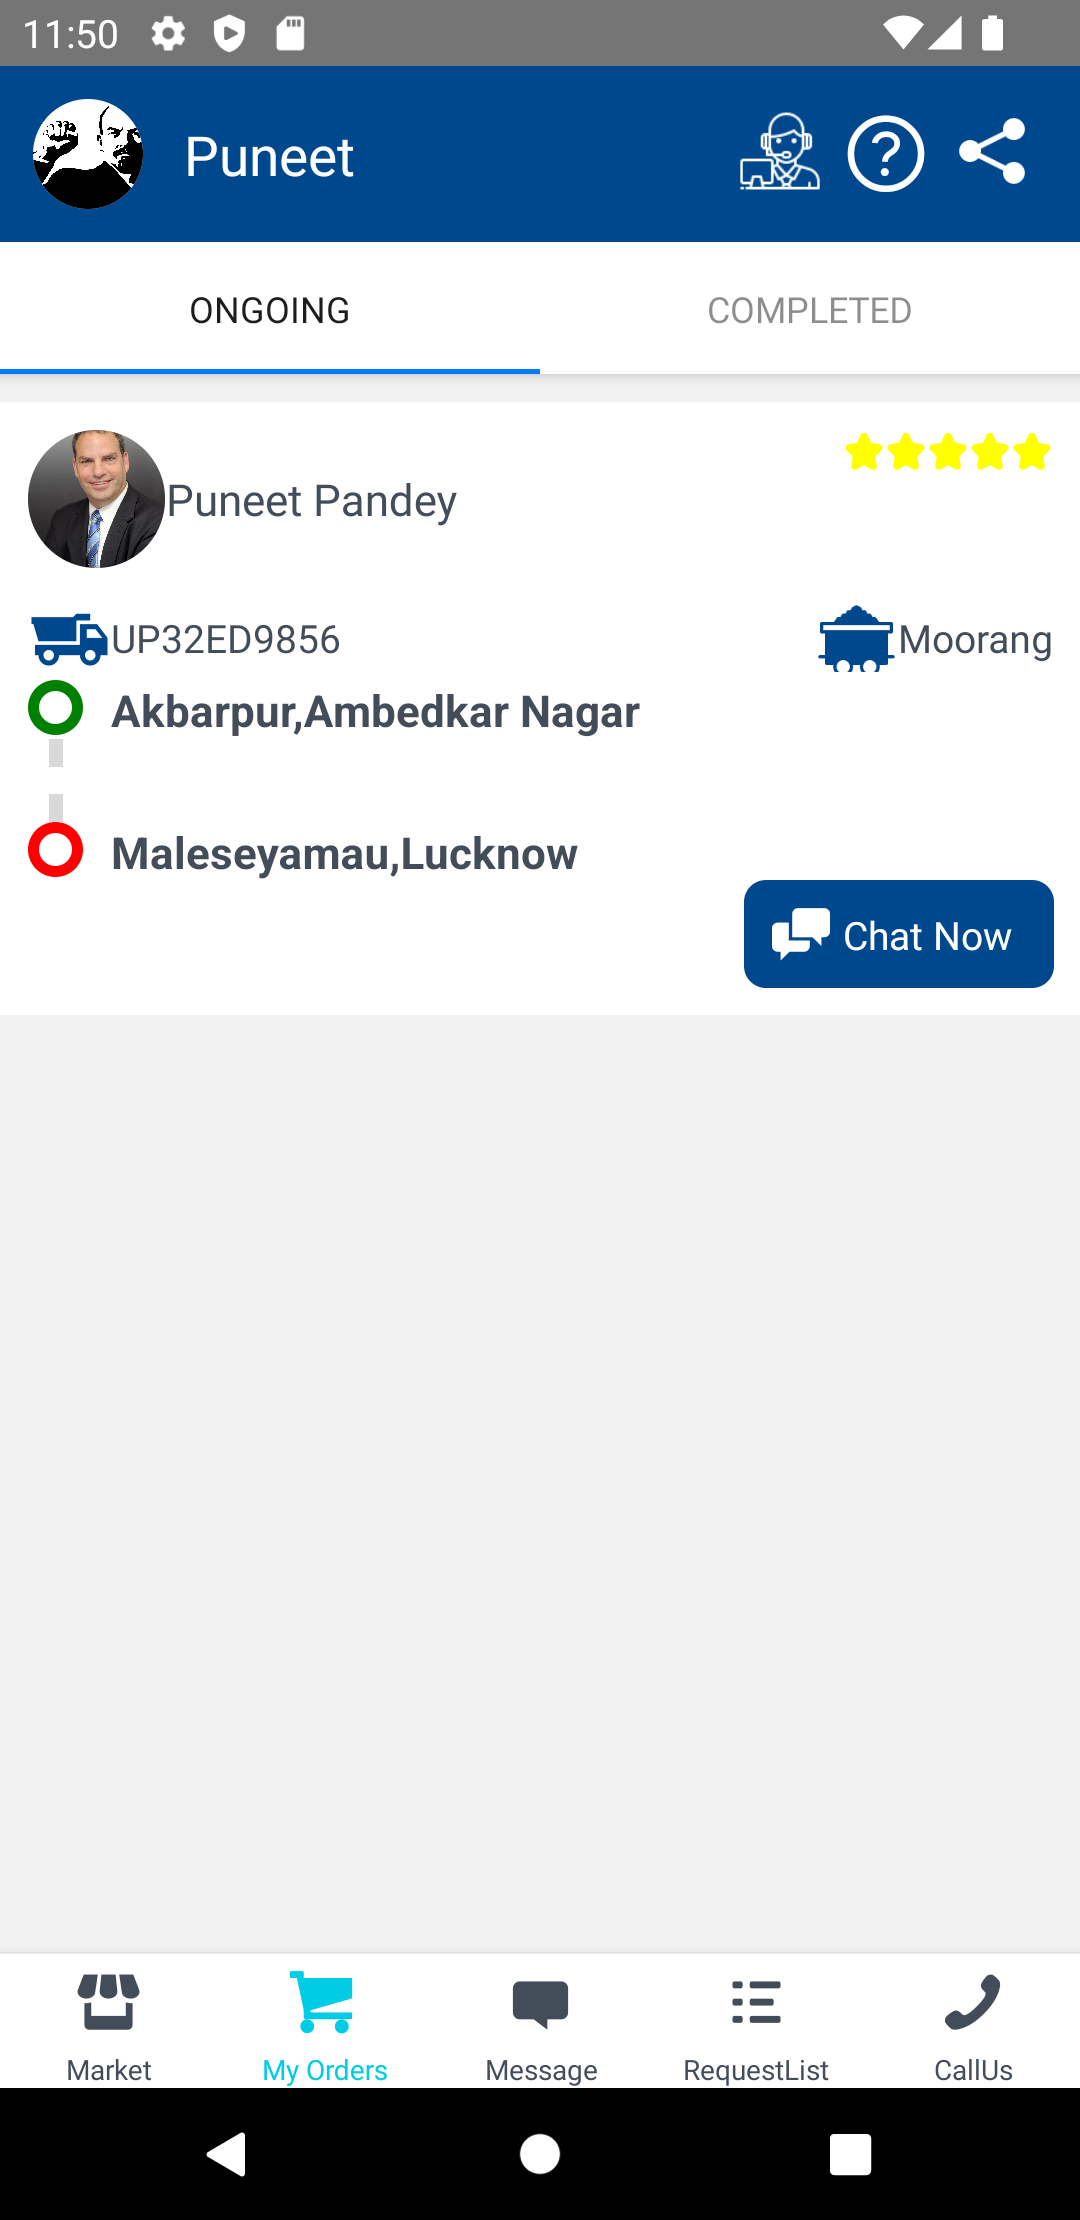 11:50
Puneet
ONGOING
COMPLETED
Puneet Pandey
UP32ED9856
Moorang
Akbarpur,Ambedkar Nagar
Maleseyamau,Lucknow
Chat Now
Market
My Orders
Message
RequestList
CallUs